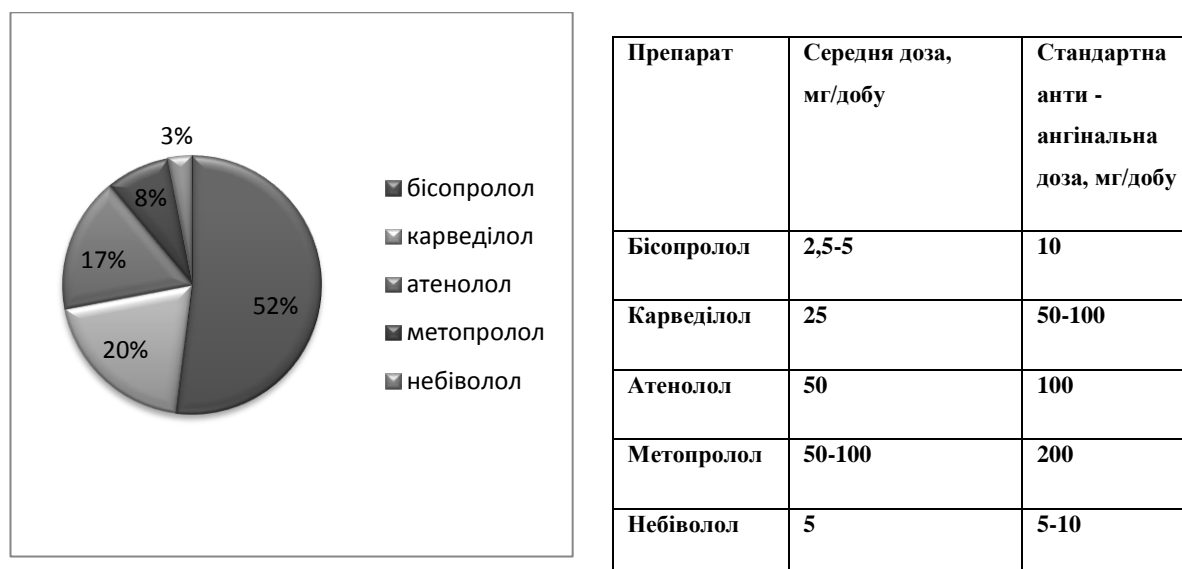 3%
8%
17%
52%
20%
бісопролол
карведілол
атенолол
метопролол
небіволол
Препарат
Середня доза,
мг/добу
Стандартна
анти -
ангінальна
доза, мг/добу
Бісопролол
2,5-5
10
Карведілол
25
50-100
Атенолол
50
100
Метопролол
50-100
200
Небіволол
5
5-10